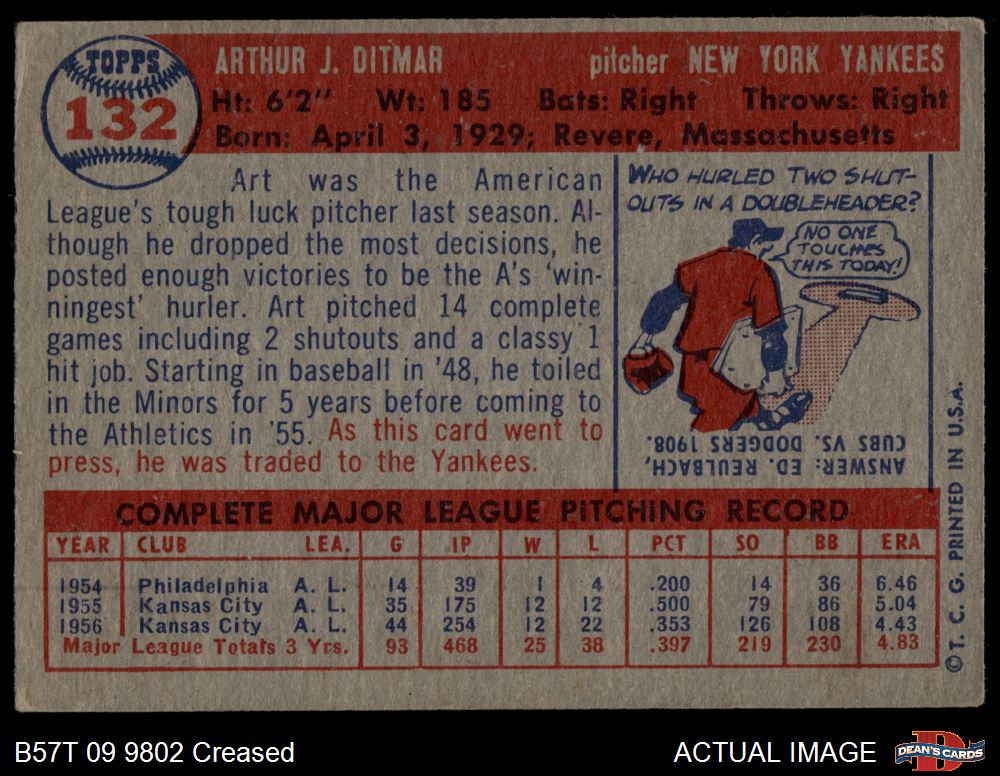 TOPPS
132
ARTHUR J. DITMAR pitcher NEW YORK YANKEES
Ht: 6'2" Wt: 185 Bats: Right Throws: Right
Born: April 3, 1929; Revere, Massachusetts
Art was the American
League's tough luck pitcher last season. Al-
though he dropped the most decisions, he
posted enough victories to be the A's 'win-
ningest' hurler. Art pitched 14 complete
games including 2 shutouts and a classy 1
hit job. Starting in baseball in '48, he toiled
in the Minors for 5 years before coming to
the Athletics in '55. As this card went to
press, he was traded to the Yankees.
WHO HURLED TWO SHUT-
OUTS IN A DOUBLEHEADER?
NO ONE
TOUCHES
THIS TODAY!
ANSWER: ED. REULBACH,
CUBS VS. DODGERS 1908.
COMPLETE MAJOR LEAGUE PITCHING RECORD
YEAR CLUB LEA. G IP W L PCT SO BB ERA
1954 Philadelphia A. L. 14 39 1 4 .200 14 36 6.46
1955 Kansas City A. L. 35 175 12 12 .500 79 86 5.04
1956 Kansas City A. L. 44 254 12 22 .353 126 108 4.43
Major League Totals 3 Yrs. 93 468 25 38 .397 219 230 4.83
© T. C. G. PRINTED IN U.S.A.
B57T 09 9802 Creased
ACTUAL IMAGE
D
DEAN'S CARDS